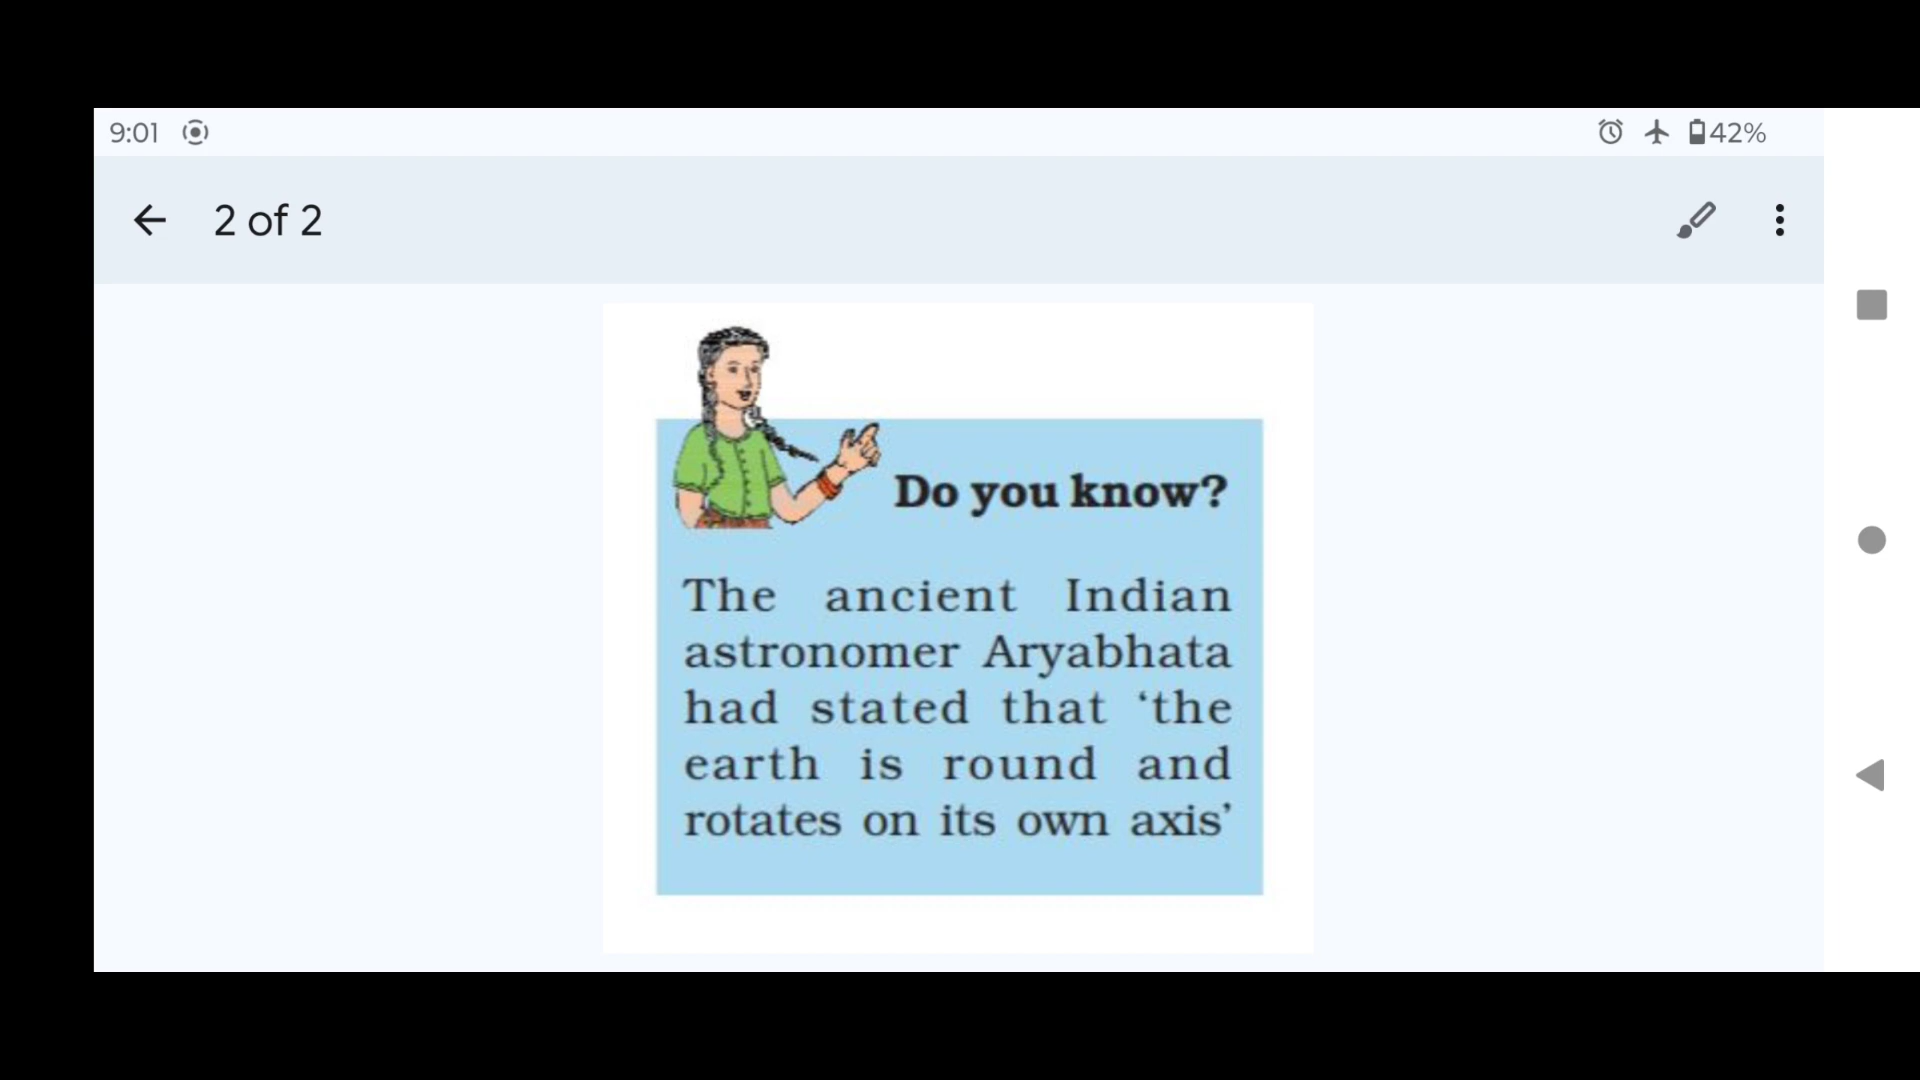 9:01
42%
2 of 2
Do you know?
The ancient Indian
astronomer Aryabhata
had stated that ‘the
earth is round and
rotates on its own axis’